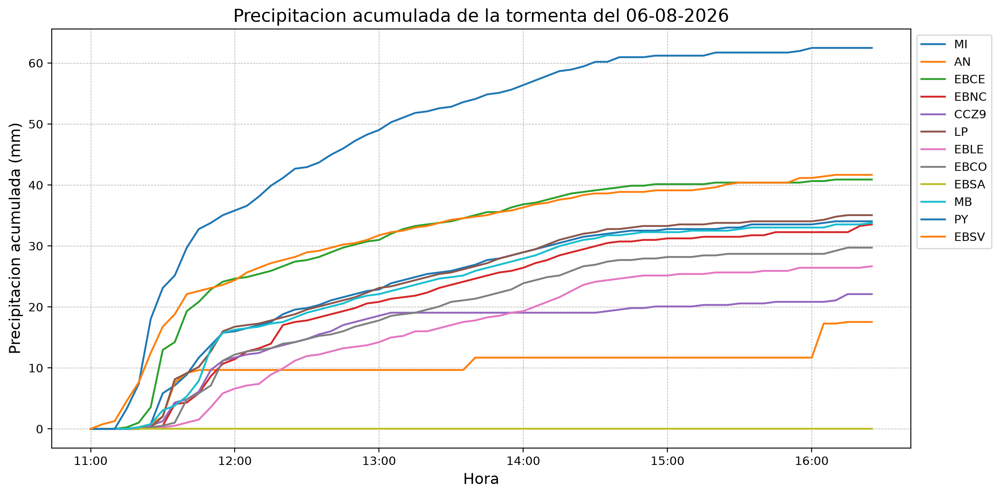 Precipitacion acumulada de la tormenta del 06-08-2026
Precipitacion acumulada (mm)
60
50
40
30
20
10
0
11:00
12:00
13:00
14:00
15:00
16:00
Hora
MI
AN
EBCE
EBNC
CCZ9
LP
EBLE
EBCO
EBSA
MB
PY
EBSV